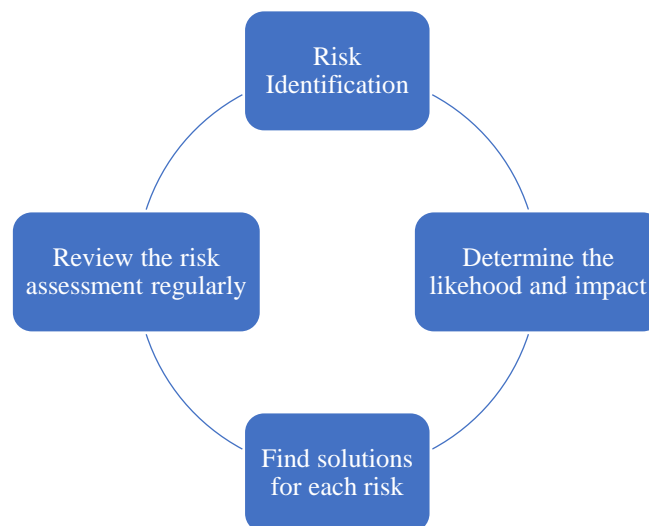 Risk
Identification
Determine the
likehood and impact
Find solutions
for each risk
Review the risk
assessment regularly